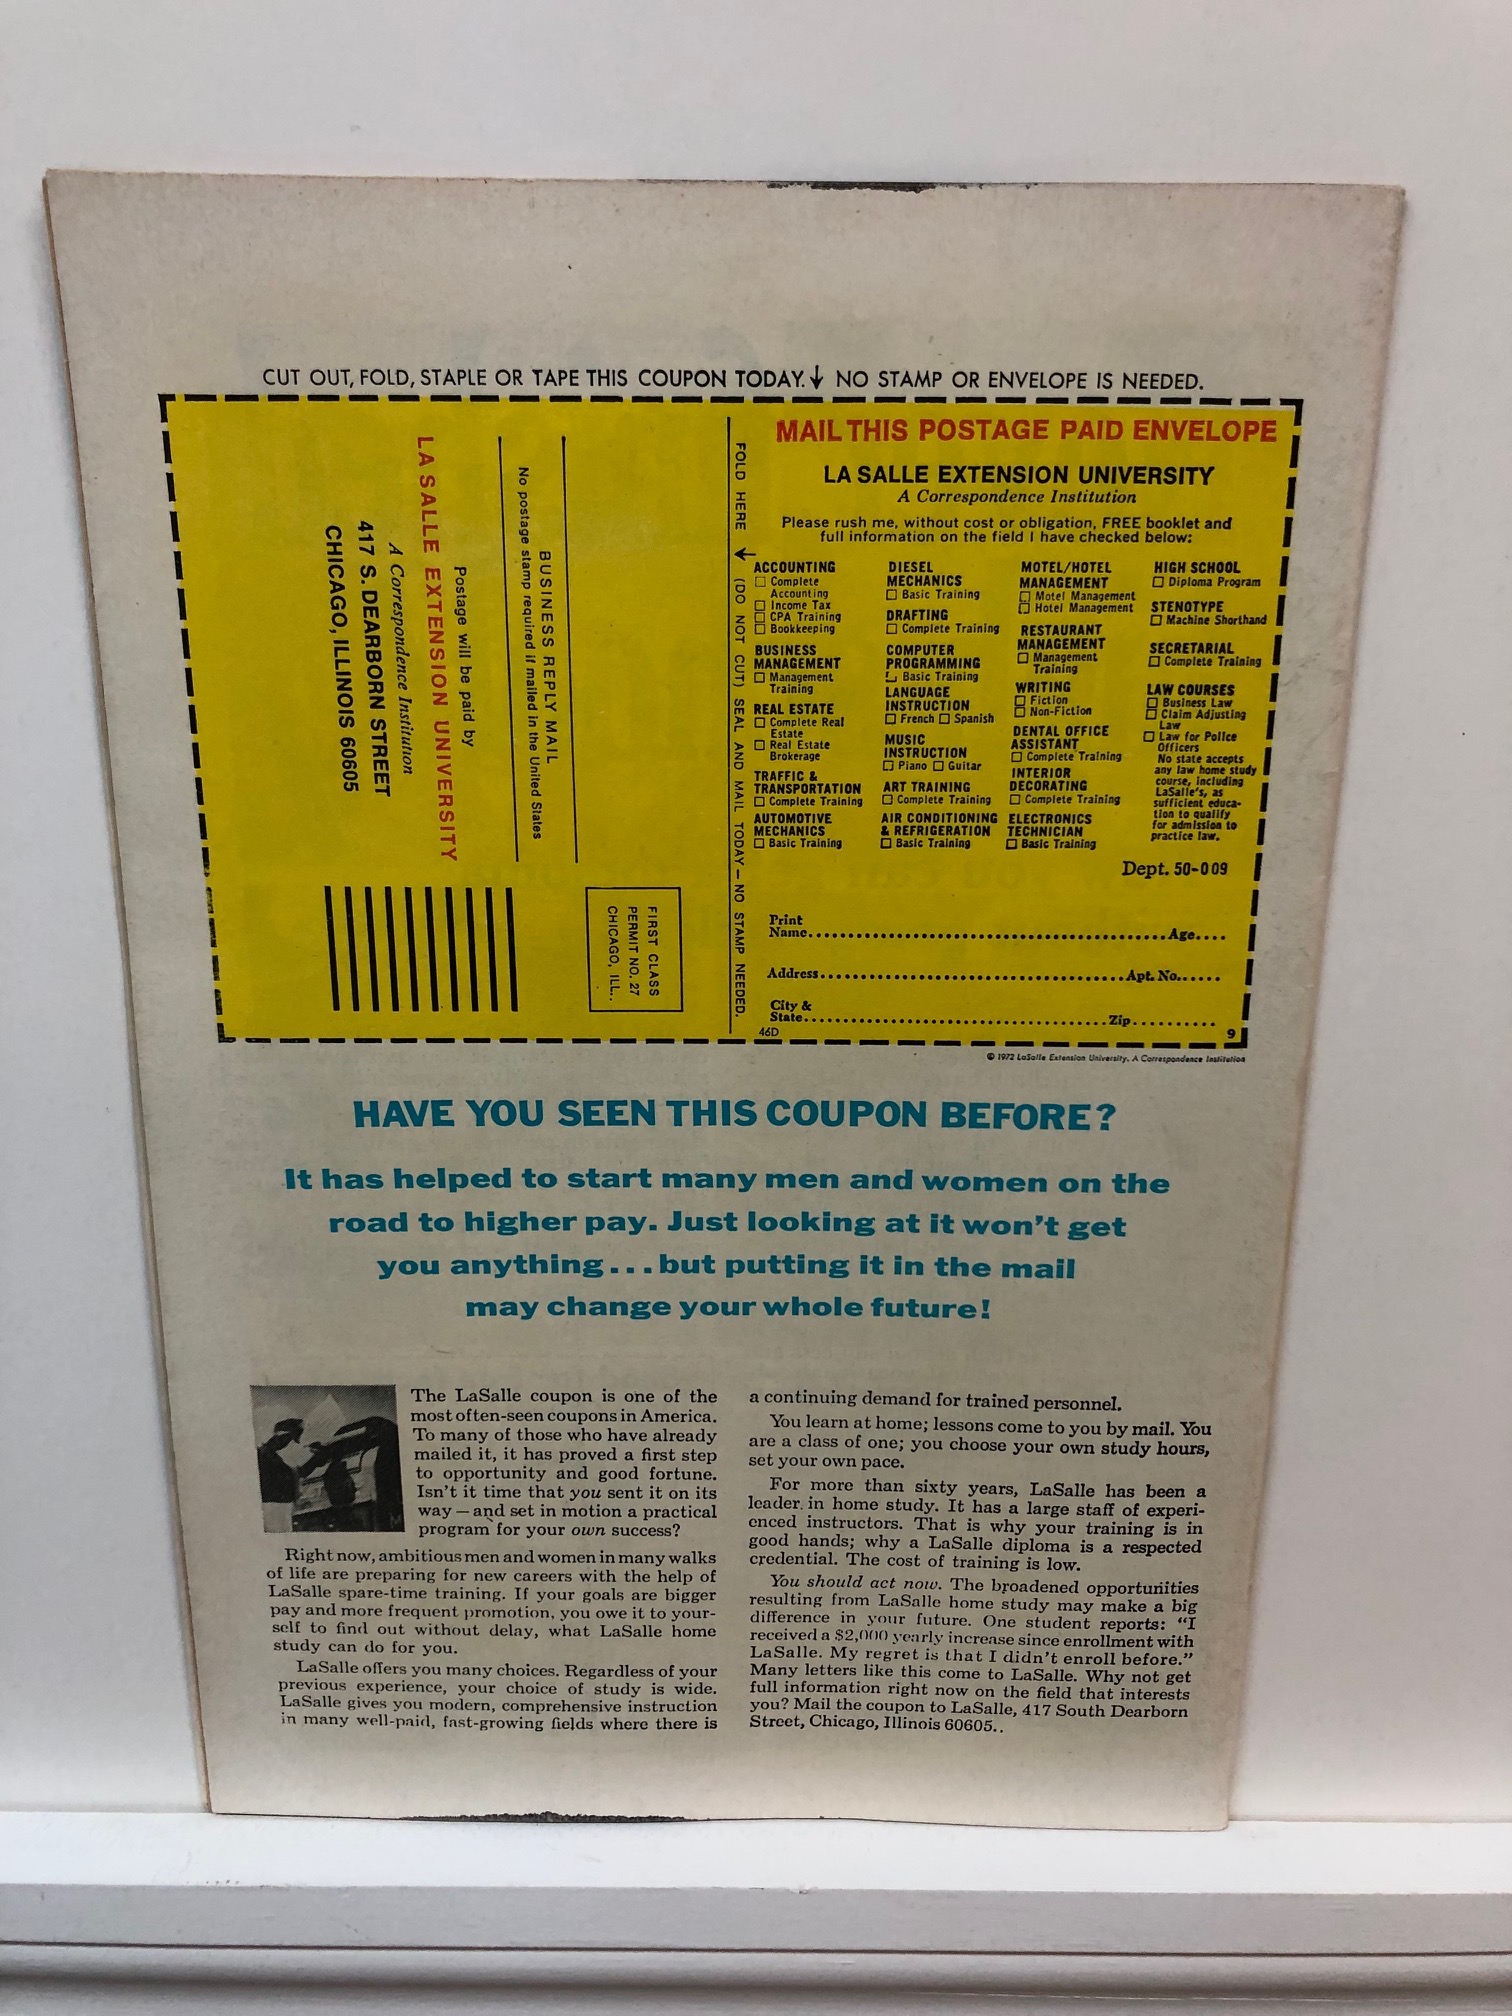 CUT OUT, FOLD, STAPLE OR TAPE THIS COUPON TODAY.↓ NO STAMP OR ENVELOPE IS NEEDED.
FIRST CLASS
PERMIT NO. 27
CHICAGO, ILL..
BUSINESS REPLY MAIL
No postage stamp required if mailed in the United States
Postage will be paid by
LA SALLE EXTENSION UNIVERSITY
A Correspondence Institution
417 S. DEARBORN STREET
CHICAGO, ILLINOIS 60605
FOLD HERE ↓ (DO NOT CUT) SEAL AND MAIL TODAY — NO STAMP NEEDED.
MAIL THIS POSTAGE PAID ENVELOPE
LA SALLE EXTENSION UNIVERSITY
A Correspondence Institution
Please rush me, without cost or obligation, FREE booklet and
full information on the field I have checked below:
ACCOUNTING
☐ Complete
Accounting
☐ Income Tax
☐ CPA Training
☐ Bookkeeping
BUSINESS
MANAGEMENT
☐ Management
Training
REAL ESTATE
☐ Complete Real
Estate
☐ Real Estate
Brokerage
TRAFFIC &
TRANSPORTATION
☐ Complete Training
AUTOMOTIVE
MECHANICS
☐ Basic Training
DIESEL
MECHANICS
☐ Basic Training
DRAFTING
☐ Complete Training
COMPUTER
PROGRAMMING
☐ Basic Training
LANGUAGE
INSTRUCTION
☐ French ☐ Spanish
MUSIC
INSTRUCTION
☐ Piano ☐ Guitar
ART TRAINING
☐ Complete Training
AIR CONDITIONING
& REFRIGERATION
☐ Basic Training
MOTEL/HOTEL
MANAGEMENT
☐ Motel Management
☐ Hotel Management
RESTAURANT
MANAGEMENT
☐ Management
Training
WRITING
☐ Fiction
☐ Non-Fiction
DENTAL OFFICE
ASSISTANT
☐ Complete Training
INTERIOR
DECORATING
☐ Complete Training
ELECTRONICS
TECHNICIAN
☐ Basic Training
HIGH SCHOOL
☐ Diploma Program
STENOTYPE
☐ Machine Shorthand
SECRETARIAL
☐ Complete Training
LAW COURSES
☐ Business Law
☐ Claim Adjusting
Law
☐ Law for Police
Officers
No state accepts
any law home study
course, including
LaSalle's, as
sufficient educa-
tion to qualify
for admission to
practice law.
Dept. 50-009
Print
Name.....Age....
Address.....Apt. No......
City &
State.....Zip..........
46D 9
© 1972 LaSalle Extension University, A Correspondence Institution
HAVE YOU SEEN THIS COUPON BEFORE?
It has helped to start many men and women on the
road to higher pay. Just looking at it won't get
you anything...but putting it in the mail
may change your whole future!
The LaSalle coupon is one of the
most often-seen coupons in America.
To many of those who have already
mailed it, it has proved a first step
to opportunity and good fortune.
Isn't it time that you sent it on its
way—and set in motion a practical
program for your own success?
Right now, ambitious men and women in many walks
of life are preparing for new careers with the help of
LaSalle spare-time training. If your goals are bigger
pay and more frequent promotion, you owe it to your-
self to find out without delay, what LaSalle home
study can do for you.
LaSalle offers you many choices. Regardless of your
previous experience, your choice of study is wide.
LaSalle gives you modern, comprehensive instruction
in many well-paid, fast-growing fields where there is
a continuing demand for trained personnel.
You learn at home; lessons come to you by mail. You
are a class of one; you choose your own study hours,
set your own pace.
For more than sixty years, LaSalle has been a
leader in home study. It has a large staff of experi-
enced instructors. That is why your training is in
good hands; why a LaSalle diploma is a respected
credential. The cost of training is low.
You should act now. The broadened opportunities
resulting from LaSalle home study may make a big
difference in your future. One student reports: "I
received a $2,000 yearly increase since enrollment with
LaSalle. My regret is that I didn't enroll before."
Many letters like this come to LaSalle. Why not get
full information right now on the field that interests
you? Mail the coupon to LaSalle, 417 South Dearborn
Street, Chicago, Illinois 60605..